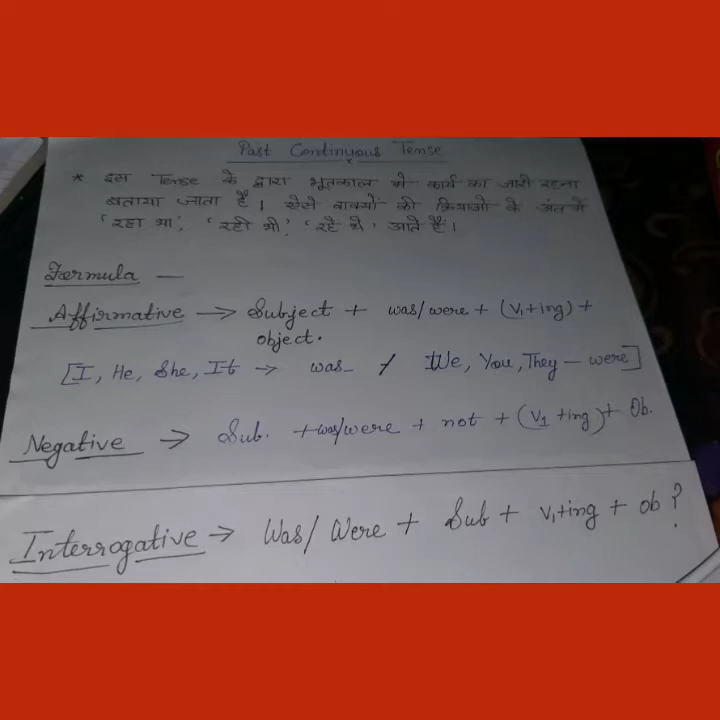 Past Continuous Tense
* इस Tense के द्वारा भूतकाल मे कार्य का जारी रहना
बताया जाता है। ऐसे वाक्यों की क्रियाओ के अंत मे
'रहा था', 'रही थी', 'रहे थे' आते हैं।
Formula —
Affirmative → Subject + was/were + (V₁+ing) +
object.
[I, He, She, It → was / We, You, They — were]
Negative → Sub. + was/were + not + (V1 +ing) + Ob.
Interrogative → Was/ Were + Sub + V₁+ing + ob ?